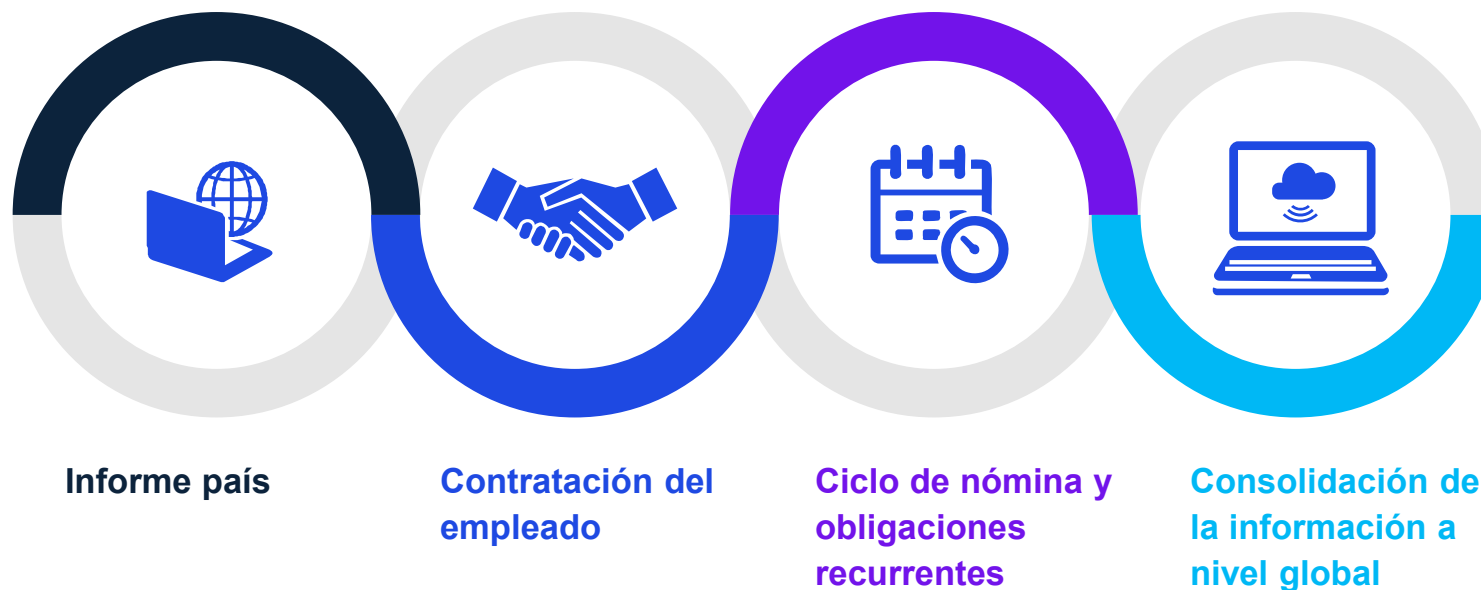 Informe país
Contratación del
empleado
Ciclo de nómina y
obligaciones
recurrentes
Consolidación de
la información a
nivel global